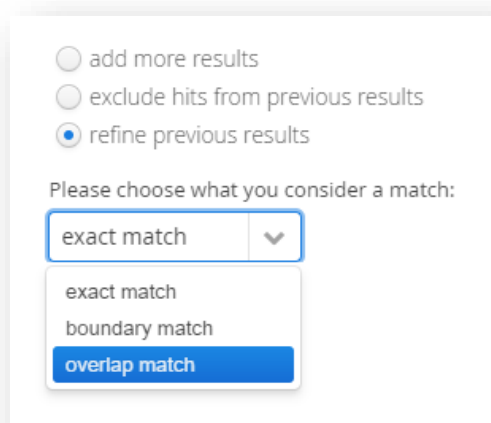 add more results
exclude hits from previous results
refine previous results
Please choose what you consider a match:
exact match
exact match
boundary match
overlap match